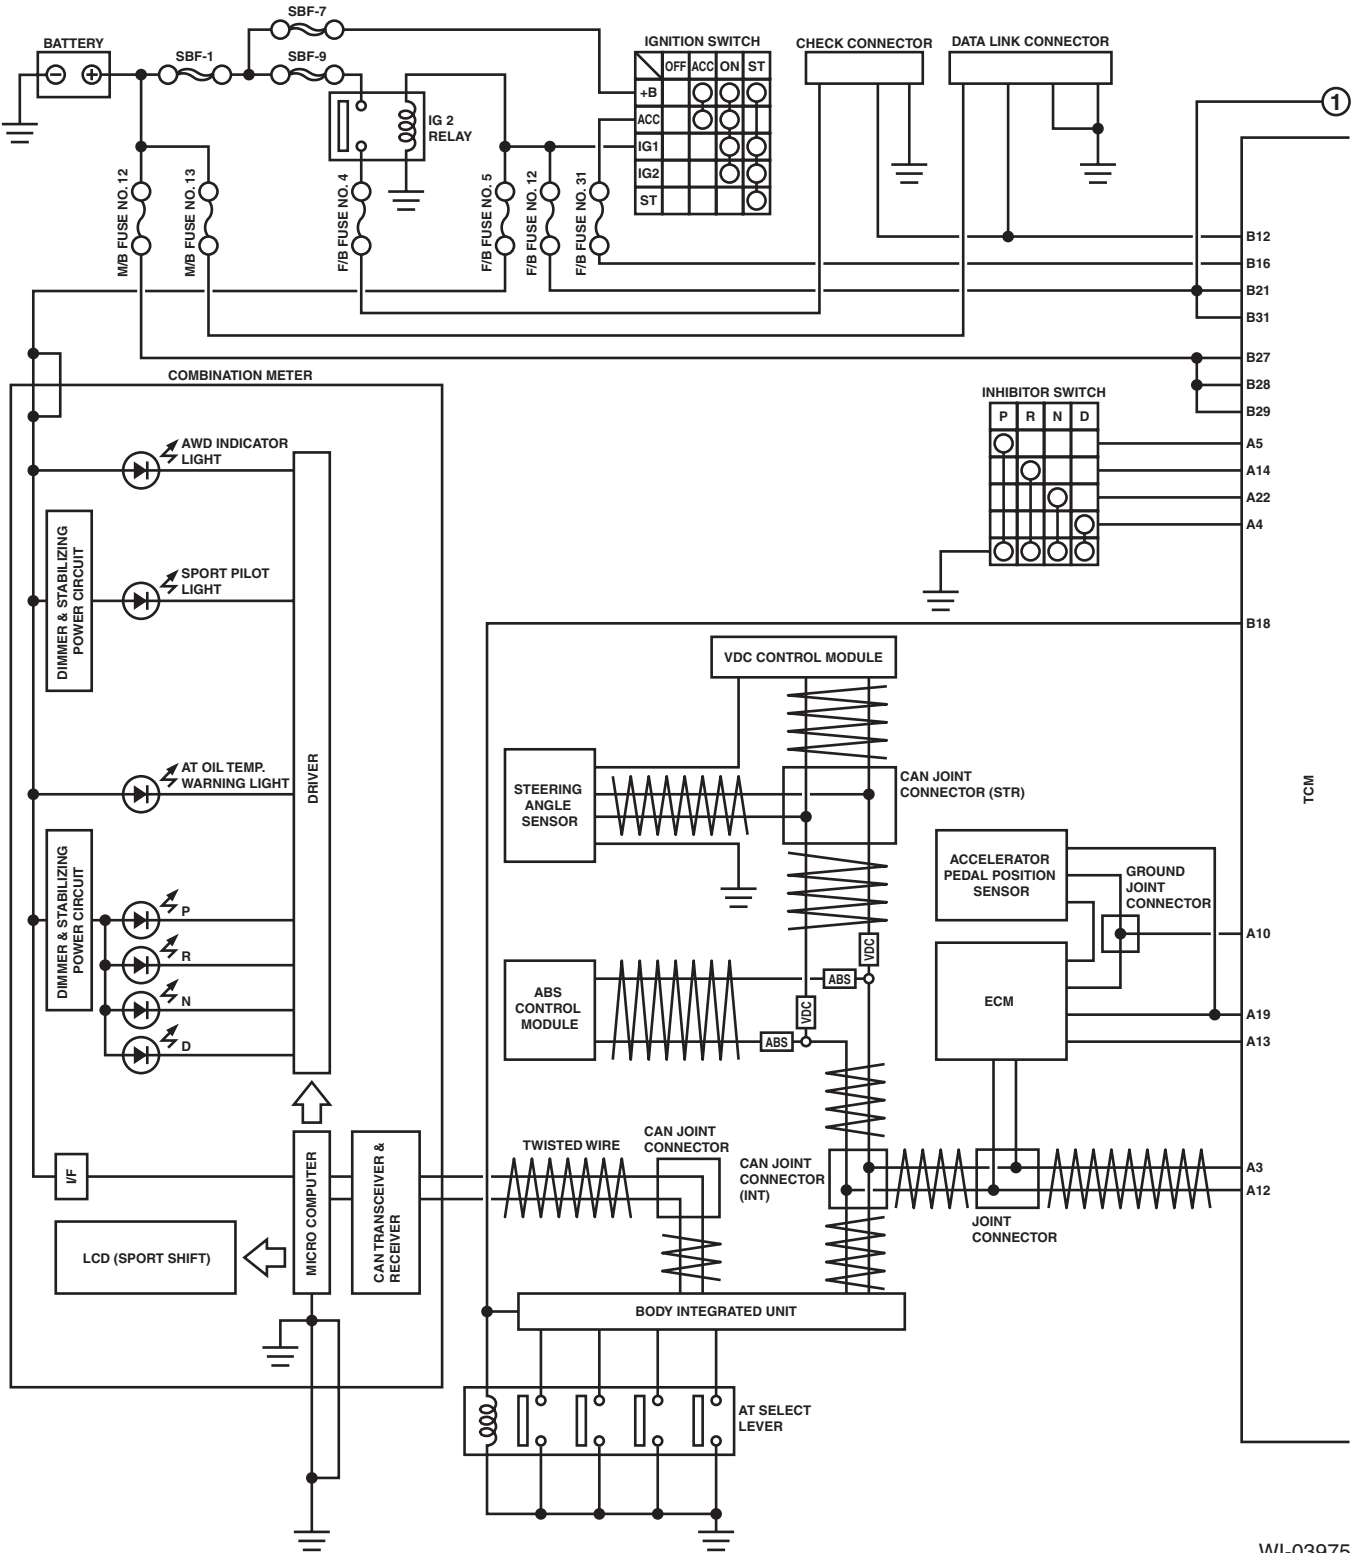 SBF-7
BATTERY
SBF-1
SBF-9
IGNITION SWITCH
CHECK CONNECTOR
DATA LINK CONNECTOR
OFF ACC ON ST
+B
ACC
IG1
IG2
ST
1
IG 2
RELAY
M/B FUSE NO. 12
M/B FUSE NO. 13
F/B FUSE NO. 4
F/B FUSE NO. 5
F/B FUSE NO. 12
F/B FUSE NO. 31
B12
B16
B21
B31
B27
B28
B29
COMBINATION METER
INHIBITOR SWITCH
P R N D
A5
A14
A22
A4
AWD INDICATOR
LIGHT
DIMMER & STABILIZING
POWER CIRCUIT
SPORT PILOT
LIGHT
B18
VDC CONTROL MODULE
DRIVER
AT OIL TEMP.
WARNING LIGHT
STEERING
ANGLE
SENSOR
CAN JOINT
CONNECTOR (STR)
TCM
DIMMER & STABILIZING
POWER CIRCUIT
P
R
N
D
ACCELERATOR
PEDAL POSITION
SENSOR
GROUND
JOINT
CONNECTOR
A10
VDC
ABS
VDC
ABS
ABS
CONTROL
MODULE
ECM
A19
A13
I/F
MICRO COMPUTER
CAN TRANSCEIVER &
RECEIVER
TWISTED WIRE
CAN JOINT
CONNECTOR
CAN JOINT
CONNECTOR
(INT)
A3
A12
JOINT
CONNECTOR
LCD (SPORT SHIFT)
BODY INTEGRATED UNIT
AT SELECT
LEVER
WI-03975